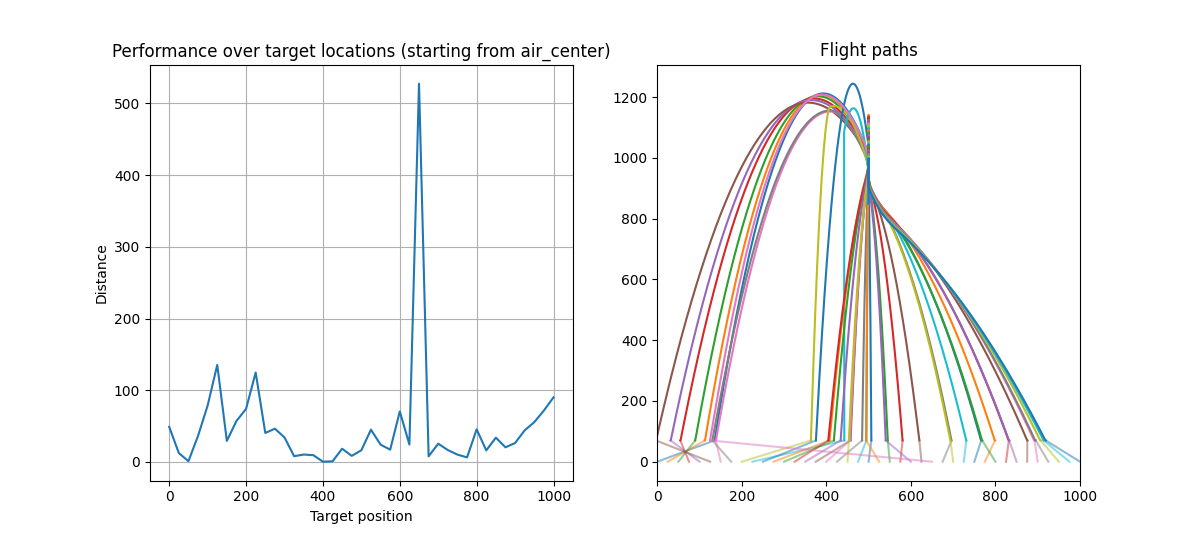 Performance over target locations (starting from air_center)
Distance
500
400
300
200
100
0
0 200 400 600 800 1000
Target position
Flight paths
1200
1000
800
600
400
200
0
0 200 400 600 800 1000